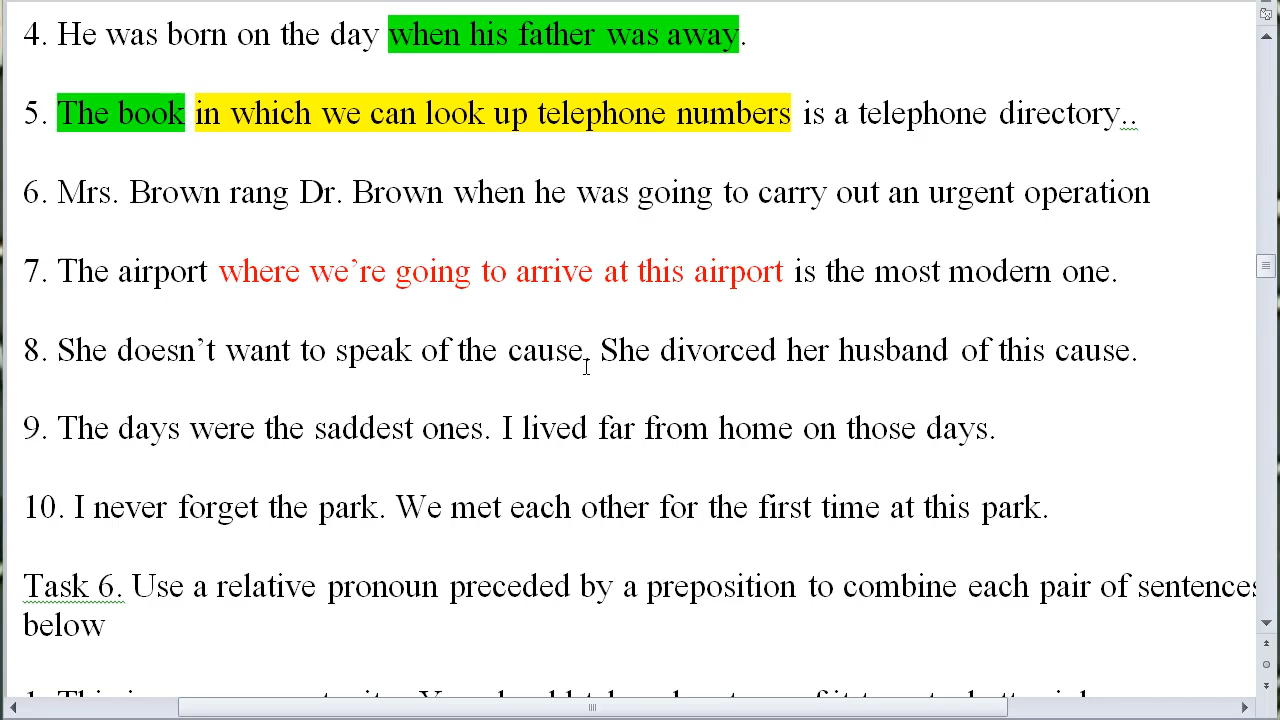 4. He was born on the day when his father was away.
5. The book in which we can look up telephone numbers is a telephone directory..
6. Mrs. Brown rang Dr. Brown when he was going to carry out an urgent operation
7. The airport where we’re going to arrive at this airport is the most modern one.
8. She doesn’t want to speak of the cause. She divorced her husband of this cause.
9. The days were the saddest ones. I lived far from home on those days.
10. I never forget the park. We met each other for the first time at this park.
Task 6. Use a relative pronoun preceded by a preposition to combine each pair of sentences
below